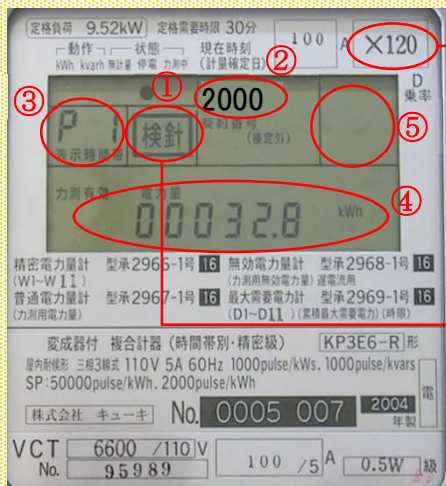 定格負荷 9.52kW 定格需要時限 30分
動作 状態 現在時刻 100 A ×120
kWh kvarh 無計量 停電 力測中 (計量確定日)
D
乗率
① ②
③ 2000
P 1 検針 契約番号 ⑤
表示時間帯 (検定外)
力測有効 電力量 ④
00032.8 kWh
精密電力量計 型承2966-1号 16 無効電力量計 型承2968-1号 16
(W1~W11) (力測用無効電力量) 遅電流用
普通電力量計 型承2967-1号 16 最大需要電力計 型承2969-1号 16
(力測用電力量) (D1~D11) (累積最大需要電力) (時限)
変成器付 複合計器 (時間帯別・精密級) KP3E6-R 形
屋内耐候形 三相3線式 110V 5A 60Hz 1000pulse/kWs. 1000pulse/kvars
SP:50000pulse/kWh. 2000pulse/kWh
電
株式会社 キューキ No. 0005 007 2004 年製
VCT 6600 /110 V
No. 95989 100 /5 A 0.5W 級